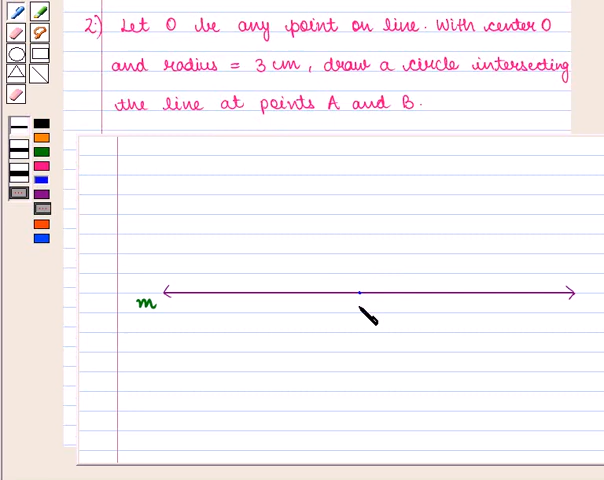 2) Let O be any point on line. With center O
and radius = 3 cm, draw a circle intersecting
the line at points A and B.
m